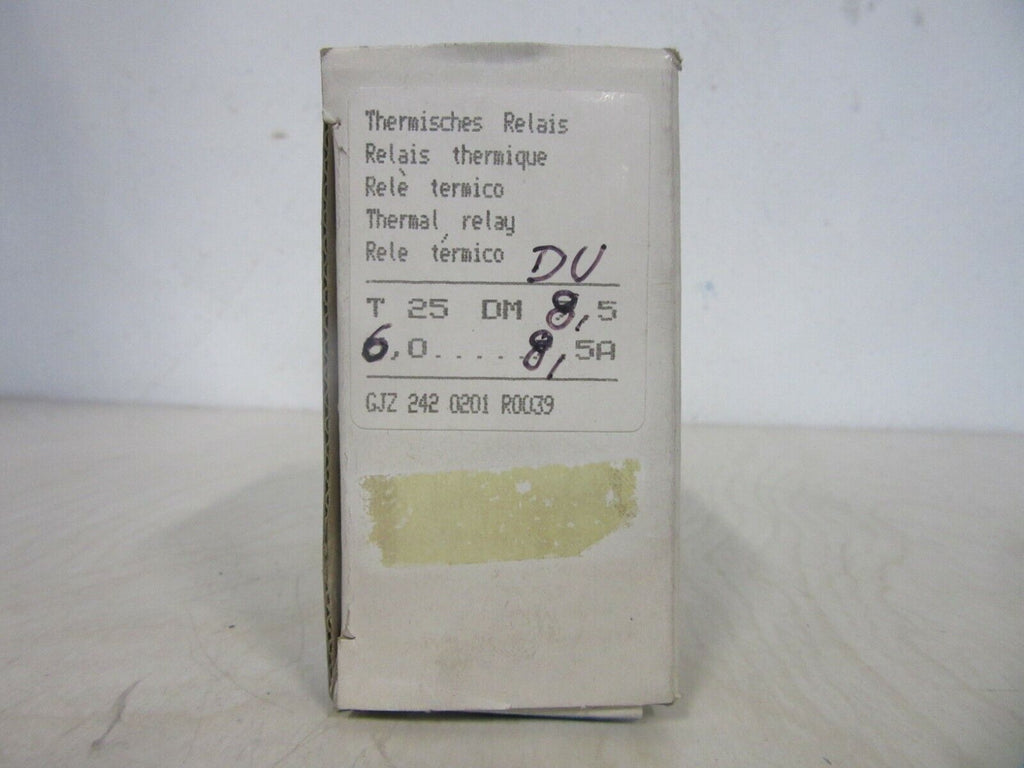 Thermisches Relais
Relais thermique
Relè termico
Thermal relay
Rele térmico
DU
T 25 DM 8,5
6,0.....8,5A
GJZ 242 0201 R0039